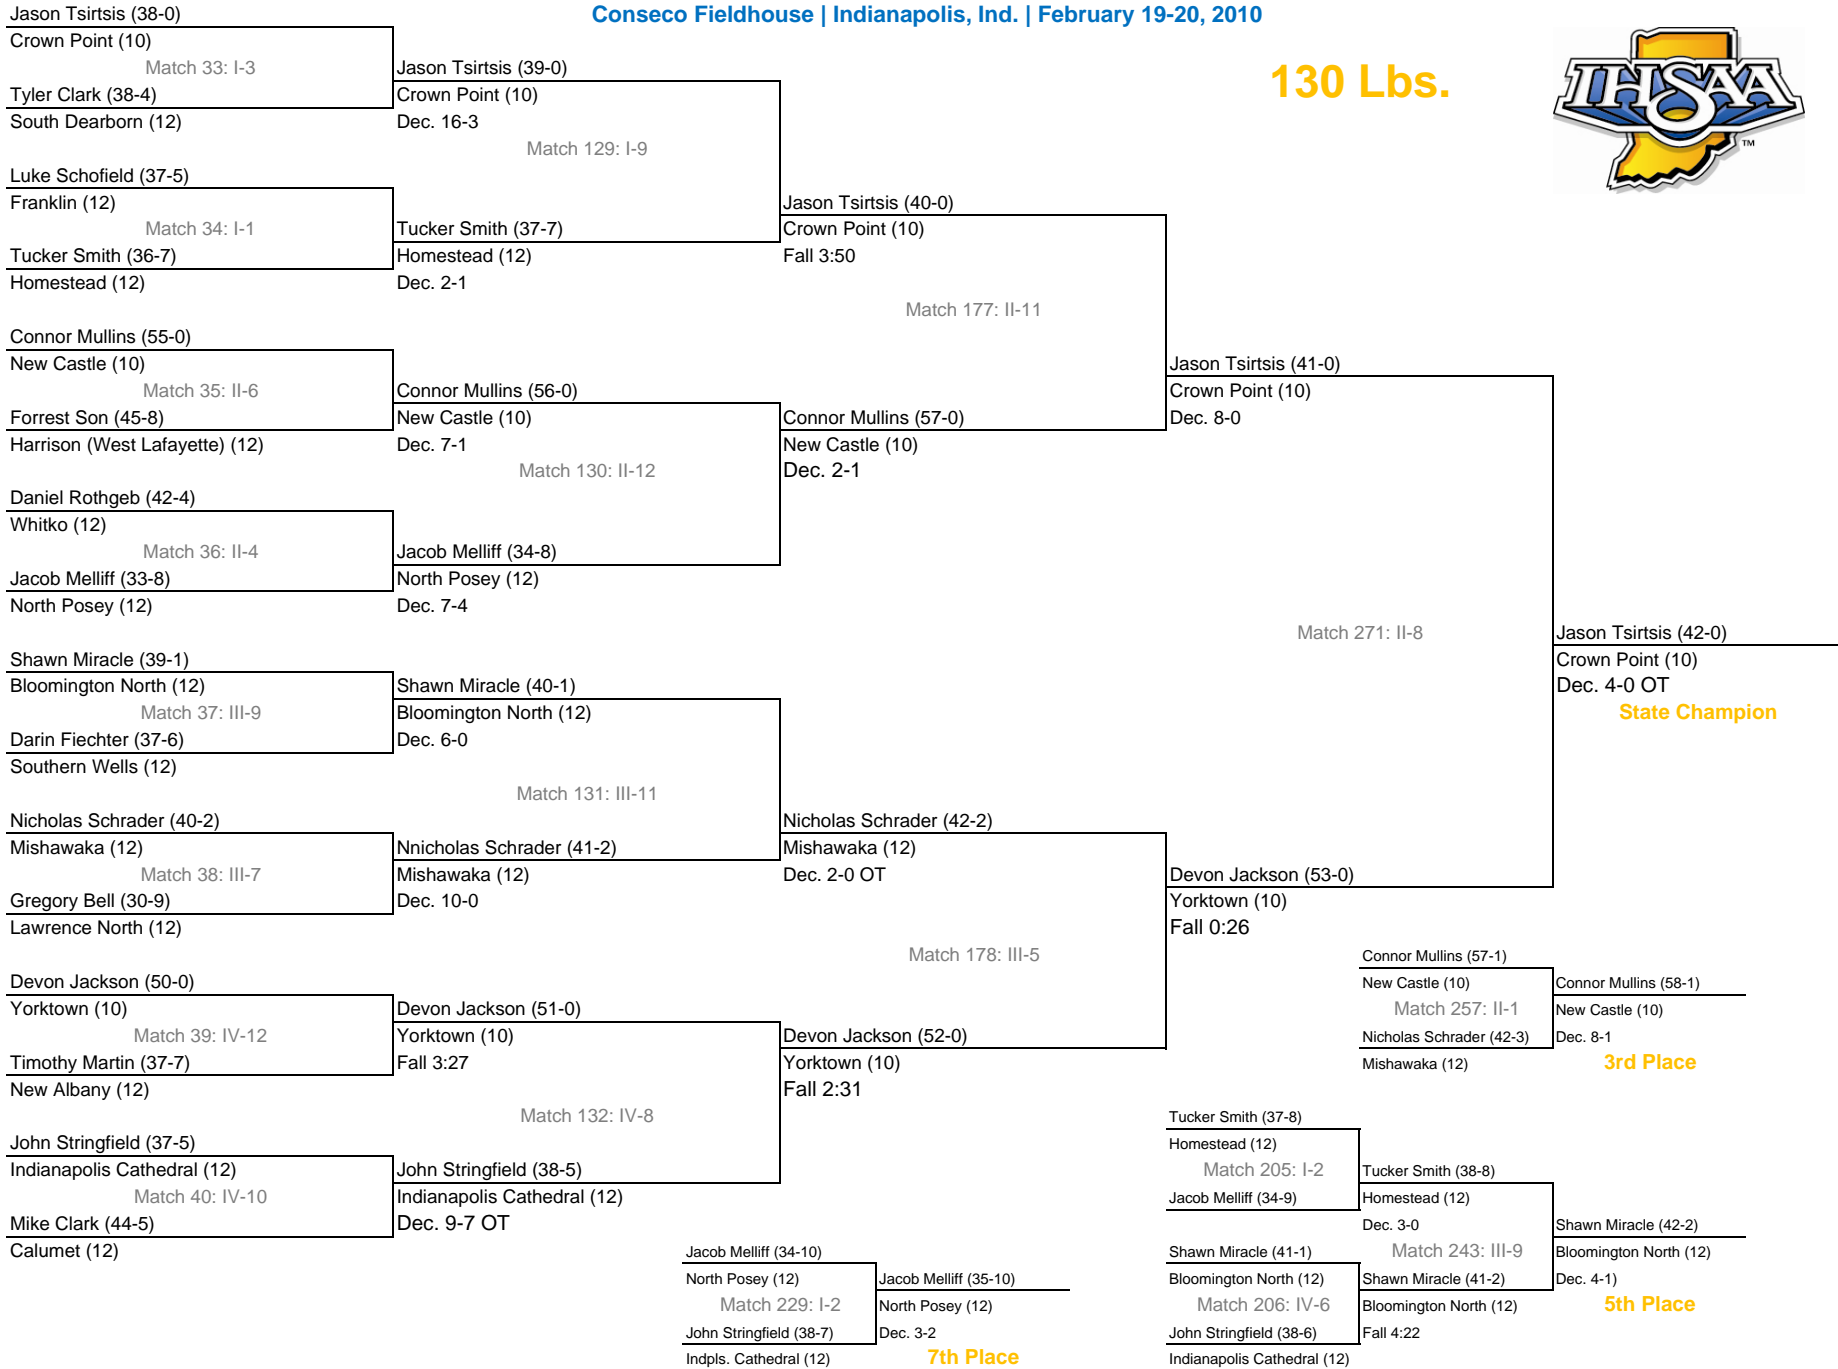 Conseco Fieldhouse | Indianapolis, Ind. | February 19-20, 2010
130 Lbs.
IHSAA
TM
Jason Tsirtsis (38-0)
Crown Point (10)
Match 33: I-3
Tyler Clark (38-4)
South Dearborn (12)
Luke Schofield (37-5)
Franklin (12)
Match 34: I-1
Tucker Smith (36-7)
Homestead (12)
Connor Mullins (55-0)
New Castle (10)
Match 35: II-6
Forrest Son (45-8)
Harrison (West Lafayette) (12)
Daniel Rothgeb (42-4)
Whitko (12)
Match 36: II-4
Jacob Melliff (33-8)
North Posey (12)
Shawn Miracle (39-1)
Bloomington North (12)
Match 37: III-9
Darin Fiechter (37-6)
Southern Wells (12)
Nicholas Schrader (40-2)
Mishawaka (12)
Match 38: III-7
Gregory Bell (30-9)
Lawrence North (12)
Devon Jackson (50-0)
Yorktown (10)
Match 39: IV-12
Timothy Martin (37-7)
New Albany (12)
John Stringfield (37-5)
Indianapolis Cathedral (12)
Match 40: IV-10
Mike Clark (44-5)
Calumet (12)
Jason Tsirtsis (39-0)
Crown Point (10)
Dec. 16-3
Match 129: I-9
Tucker Smith (37-7)
Homestead (12)
Dec. 2-1
Connor Mullins (56-0)
New Castle (10)
Dec. 7-1
Match 130: II-12
Jacob Melliff (34-8)
North Posey (12)
Dec. 7-4
Shawn Miracle (40-1)
Bloomington North (12)
Dec. 6-0
Match 131: III-11
Nnicholas Schrader (41-2)
Mishawaka (12)
Dec. 10-0
Devon Jackson (51-0)
Yorktown (10)
Fall 3:27
Match 132: IV-8
John Stringfield (38-5)
Indianapolis Cathedral (12)
Dec. 9-7 OT
Jason Tsirtsis (40-0)
Crown Point (10)
Fall 3:50
Match 177: II-11
Connor Mullins (57-0)
New Castle (10)
Dec. 2-1
Nicholas Schrader (42-2)
Mishawaka (12)
Dec. 2-0 OT
Match 178: III-5
Devon Jackson (52-0)
Yorktown (10)
Fall 2:31
Jason Tsirtsis (41-0)
Crown Point (10)
Dec. 8-0
Match 271: II-8
Devon Jackson (53-0)
Yorktown (10)
Fall 0:26
Jason Tsirtsis (42-0)
Crown Point (10)
Dec. 4-0 OT
State Champion
Connor Mullins (57-1)
New Castle (10)
Match 257: II-1
Nicholas Schrader (42-3)
Mishawaka (12)
Connor Mullins (58-1)
New Castle (10)
Dec. 8-1
3rd Place
Tucker Smith (37-8)
Homestead (12)
Match 205: I-2
Jacob Melliff (34-9)
Shawn Miracle (41-1)
Bloomington North (12)
Match 206: IV-6
John Stringfield (38-6)
Indianapolis Cathedral (12)
Tucker Smith (38-8)
Homestead (12)
Dec. 3-0
Match 243: III-9
Shawn Miracle (41-2)
Bloomington North (12)
Fall 4:22
Shawn Miracle (42-2)
Bloomington North (12)
Dec. 4-1)
5th Place
Jacob Melliff (34-10)
North Posey (12)
Match 229: I-2
John Stringfield (38-7)
Indpls. Cathedral (12)
Jacob Melliff (35-10)
North Posey (12)
Dec. 3-2
7th Place